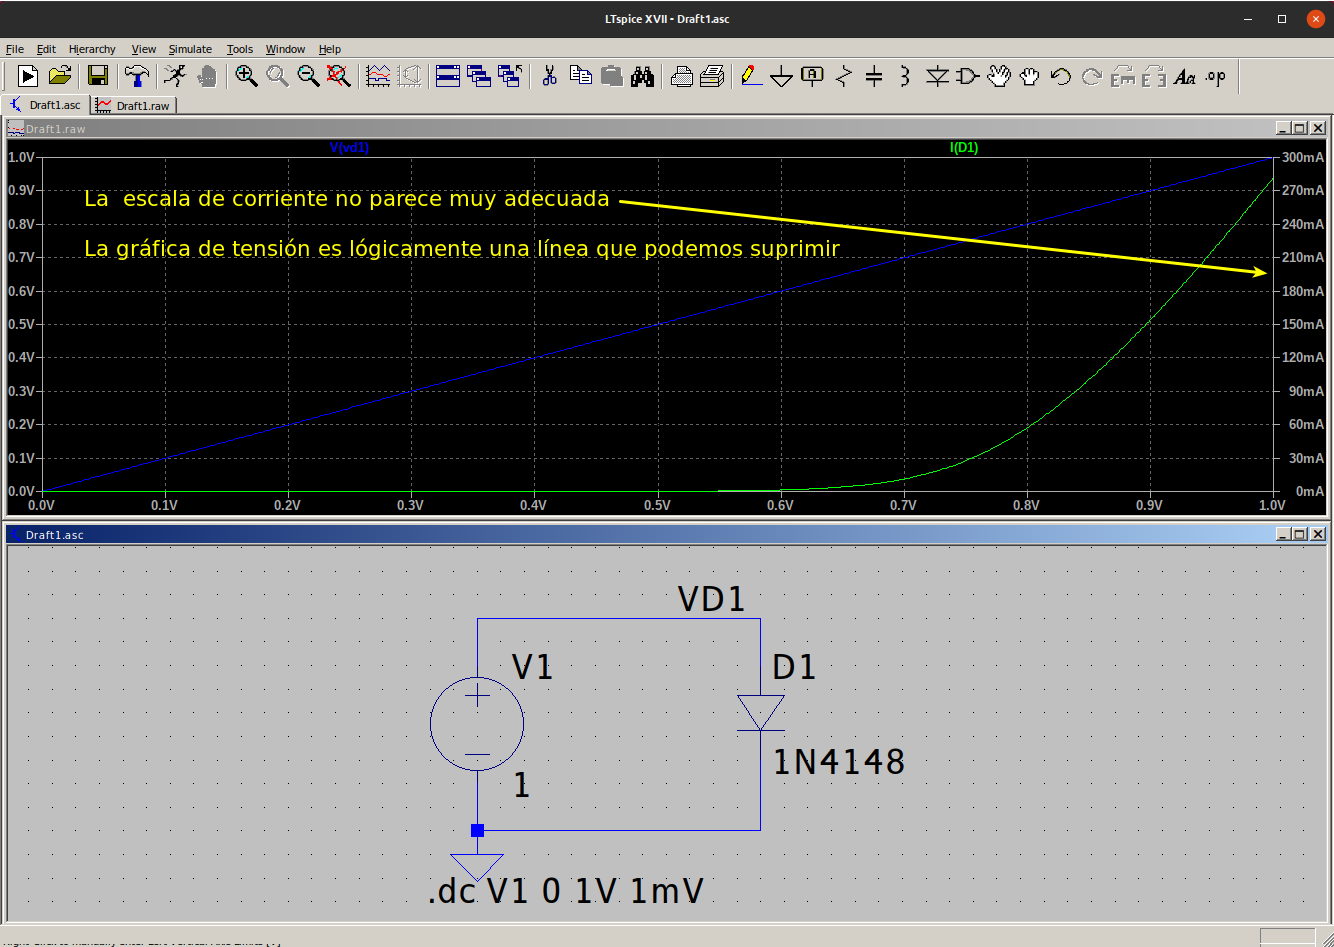 LTspice XVII - Draft1.asc
File Edit Hierarchy View Simulate Tools Window Help
Aa .op
Draft1.asc Draft1.raw
Draft1.raw
V(vd1) I(D1)
1.0V 300mA
0.9V 270mA
La escala de corriente no parece muy adecuada
0.8V 240mA
La gráfica de tensión es lógicamente una línea que podemos suprimir
0.7V 210mA
0.6V 180mA
0.5V 150mA
0.4V 120mA
0.3V 90mA
0.2V 60mA
0.1V 30mA
0.0V 0mA
0.0V 0.1V 0.2V 0.3V 0.4V 0.5V 0.6V 0.7V 0.8V 0.9V 1.0V
Draft1.asc
VD1
V1 D1
1N4148
1
.dc V1 0 1V 1mV